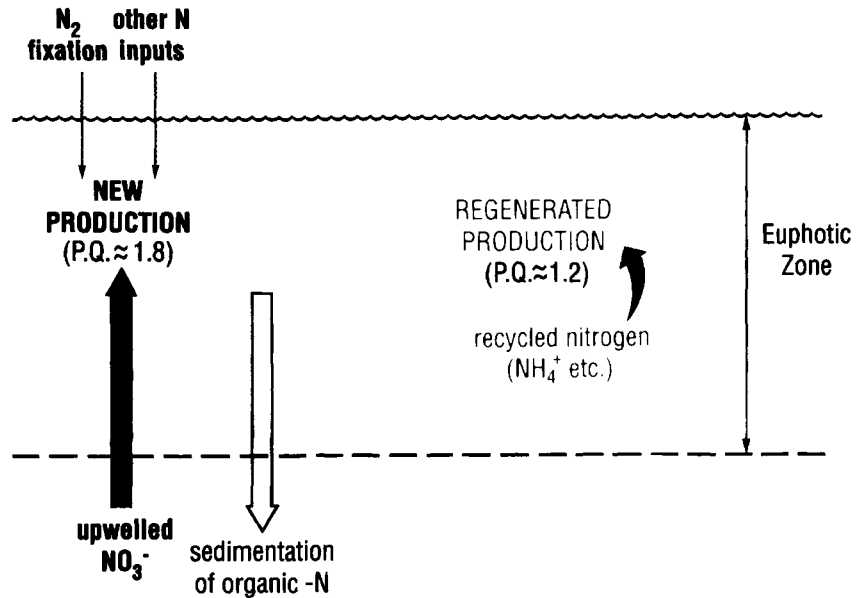 N₂ other N
fixation inputs
NEW
PRODUCTION
(P.Q.≈1.8)
REGENERATED
PRODUCTION
(P.Q.≈1.2)
Euphotic
Zone
recycled nitrogen
(NH₄⁺ etc.)
upwelled
NO₃⁻
sedimentation
of organic -N